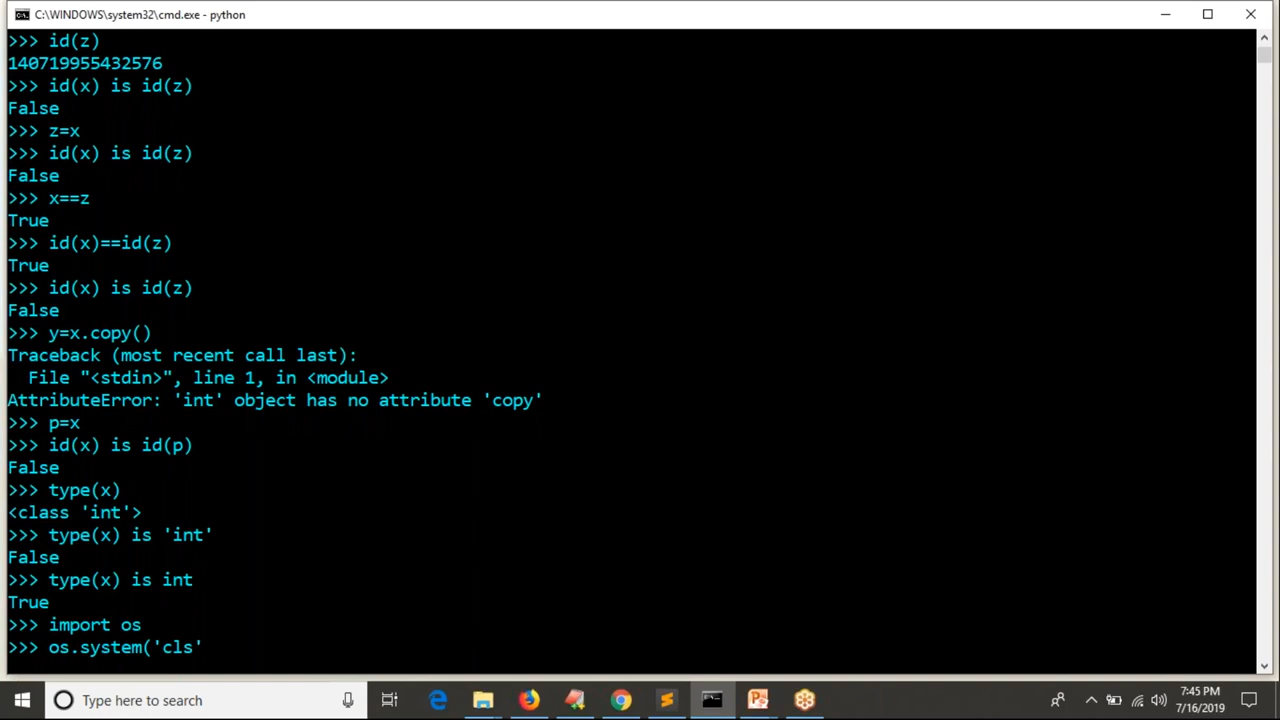 C:\WINDOWS\system32\cmd.exe - python
>>> id(z)
140719955432576
>>> id(x) is id(z)
False
>>> z=x
>>> id(x) is id(z)
False
>>> x==z
True
>>> id(x)==id(z)
True
>>> id(x) is id(z)
False
>>> y=x.copy()
Traceback (most recent call last):
  File "<stdin>", line 1, in <module>
AttributeError: 'int' object has no attribute 'copy'
>>> p=x
>>> id(x) is id(p)
False
>>> type(x)
<class 'int'>
>>> type(x) is 'int'
False
>>> type(x) is int
True
>>> import os
>>> os.system('cls'
Type here to search
7:45 PM
7/16/2019